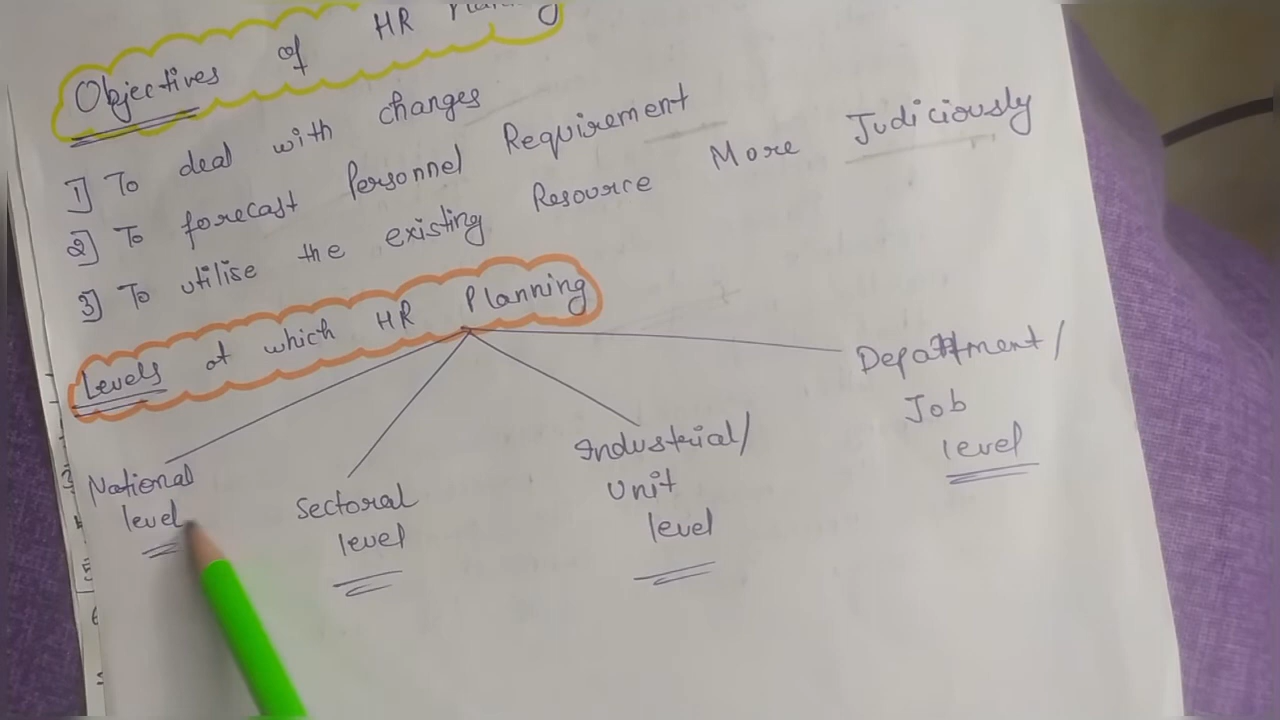 Objectives of HR Planning
1] To deal with changes
2] To forecast Personnel Requirement
3] To utilise the existing Resource More Judiciously
Levels at which HR Planning
National
level
Sectoral
level
Industrial/
Unit
level
Department/
Job
level